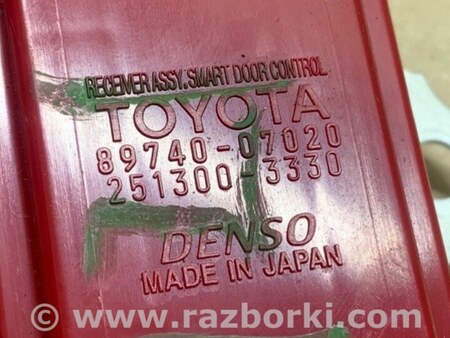 RECEIVER ASSY, SMART DOOR CONTROL
TOYOTA
89740-07020
251300-3330
DENSO
MADE IN JAPAN
© www.razborki.com